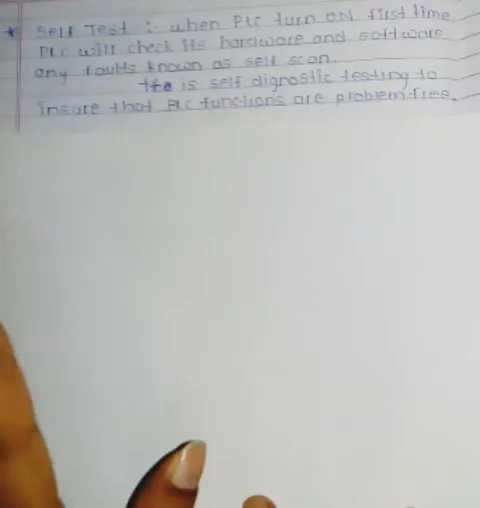 * Self Test : when PLC turn ON first time
PLC will check its hardware and software
any faults known as self scan.
the is self dignostic testing to
insure that PLC functions are problem free.